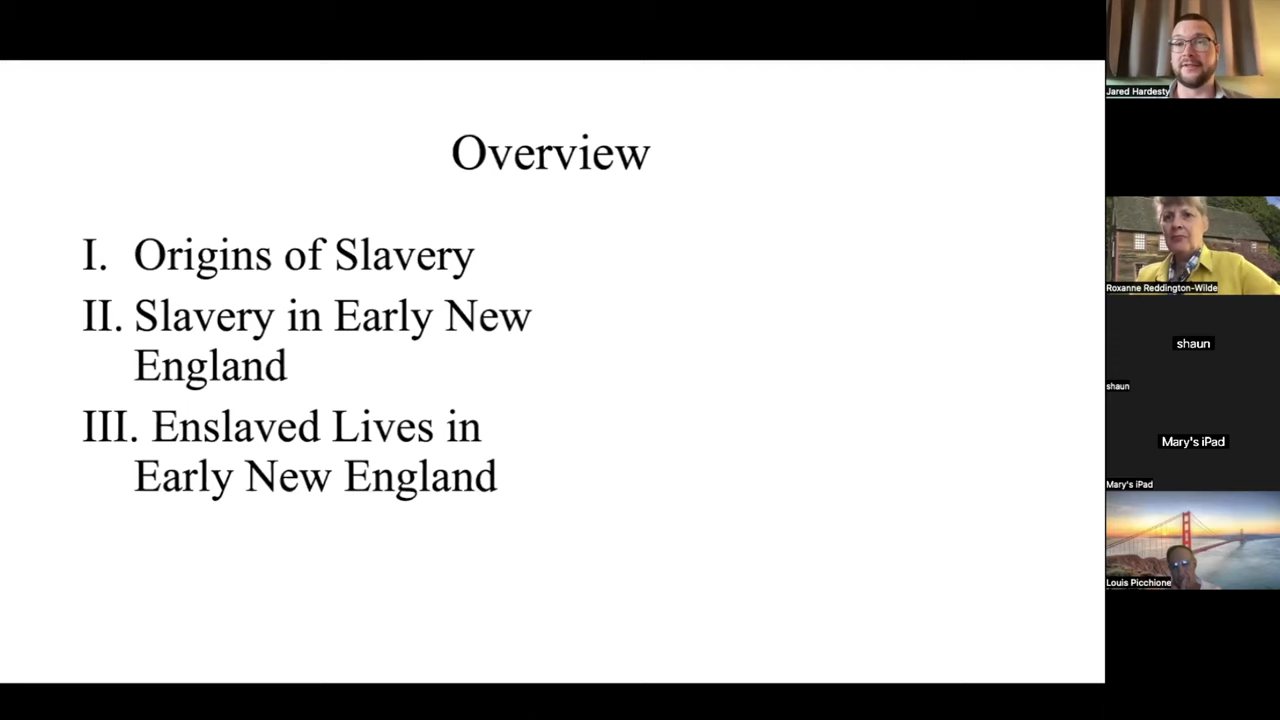 Overview
I. Origins of Slavery
II. Slavery in Early New
England
III. Enslaved Lives in
Early New England
Jared Hardesty
Roxanne Reddington-Wilde
shaun
shaun
Mary's iPad
Mary's iPad
Louis Picchione